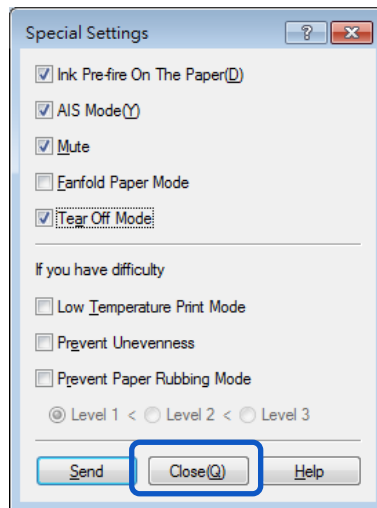 Special Settings
Ink Pre-fire On The Paper(D)
AIS Mode(Y)
Mute
Fanfold Paper Mode
Tear Off Mode
If you have difficulty
Low Temperature Print Mode
Prevent Unevenness
Prevent Paper Rubbing Mode
Level 1 < Level 2 < Level 3
Send Close(Q) Help